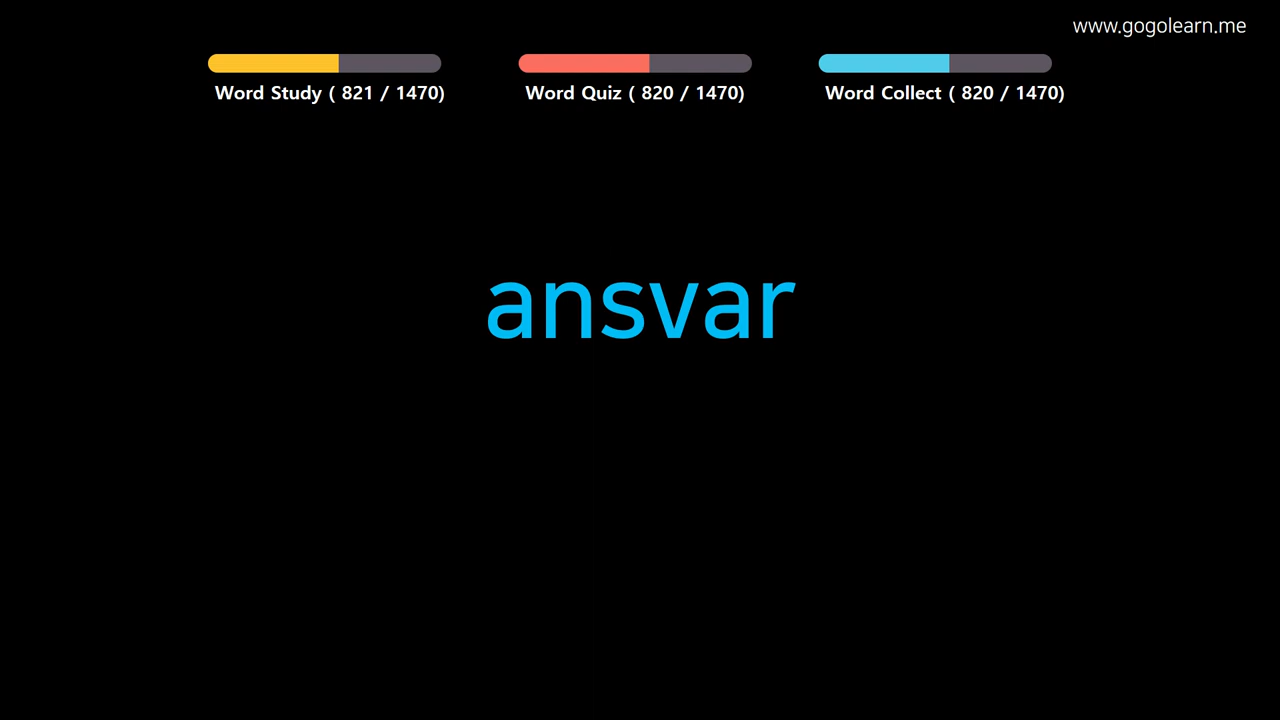 www.gogolearn.me
Word Study ( 821 / 1470)
Word Quiz ( 820 / 1470)
Word Collect ( 820 / 1470)
ansvar